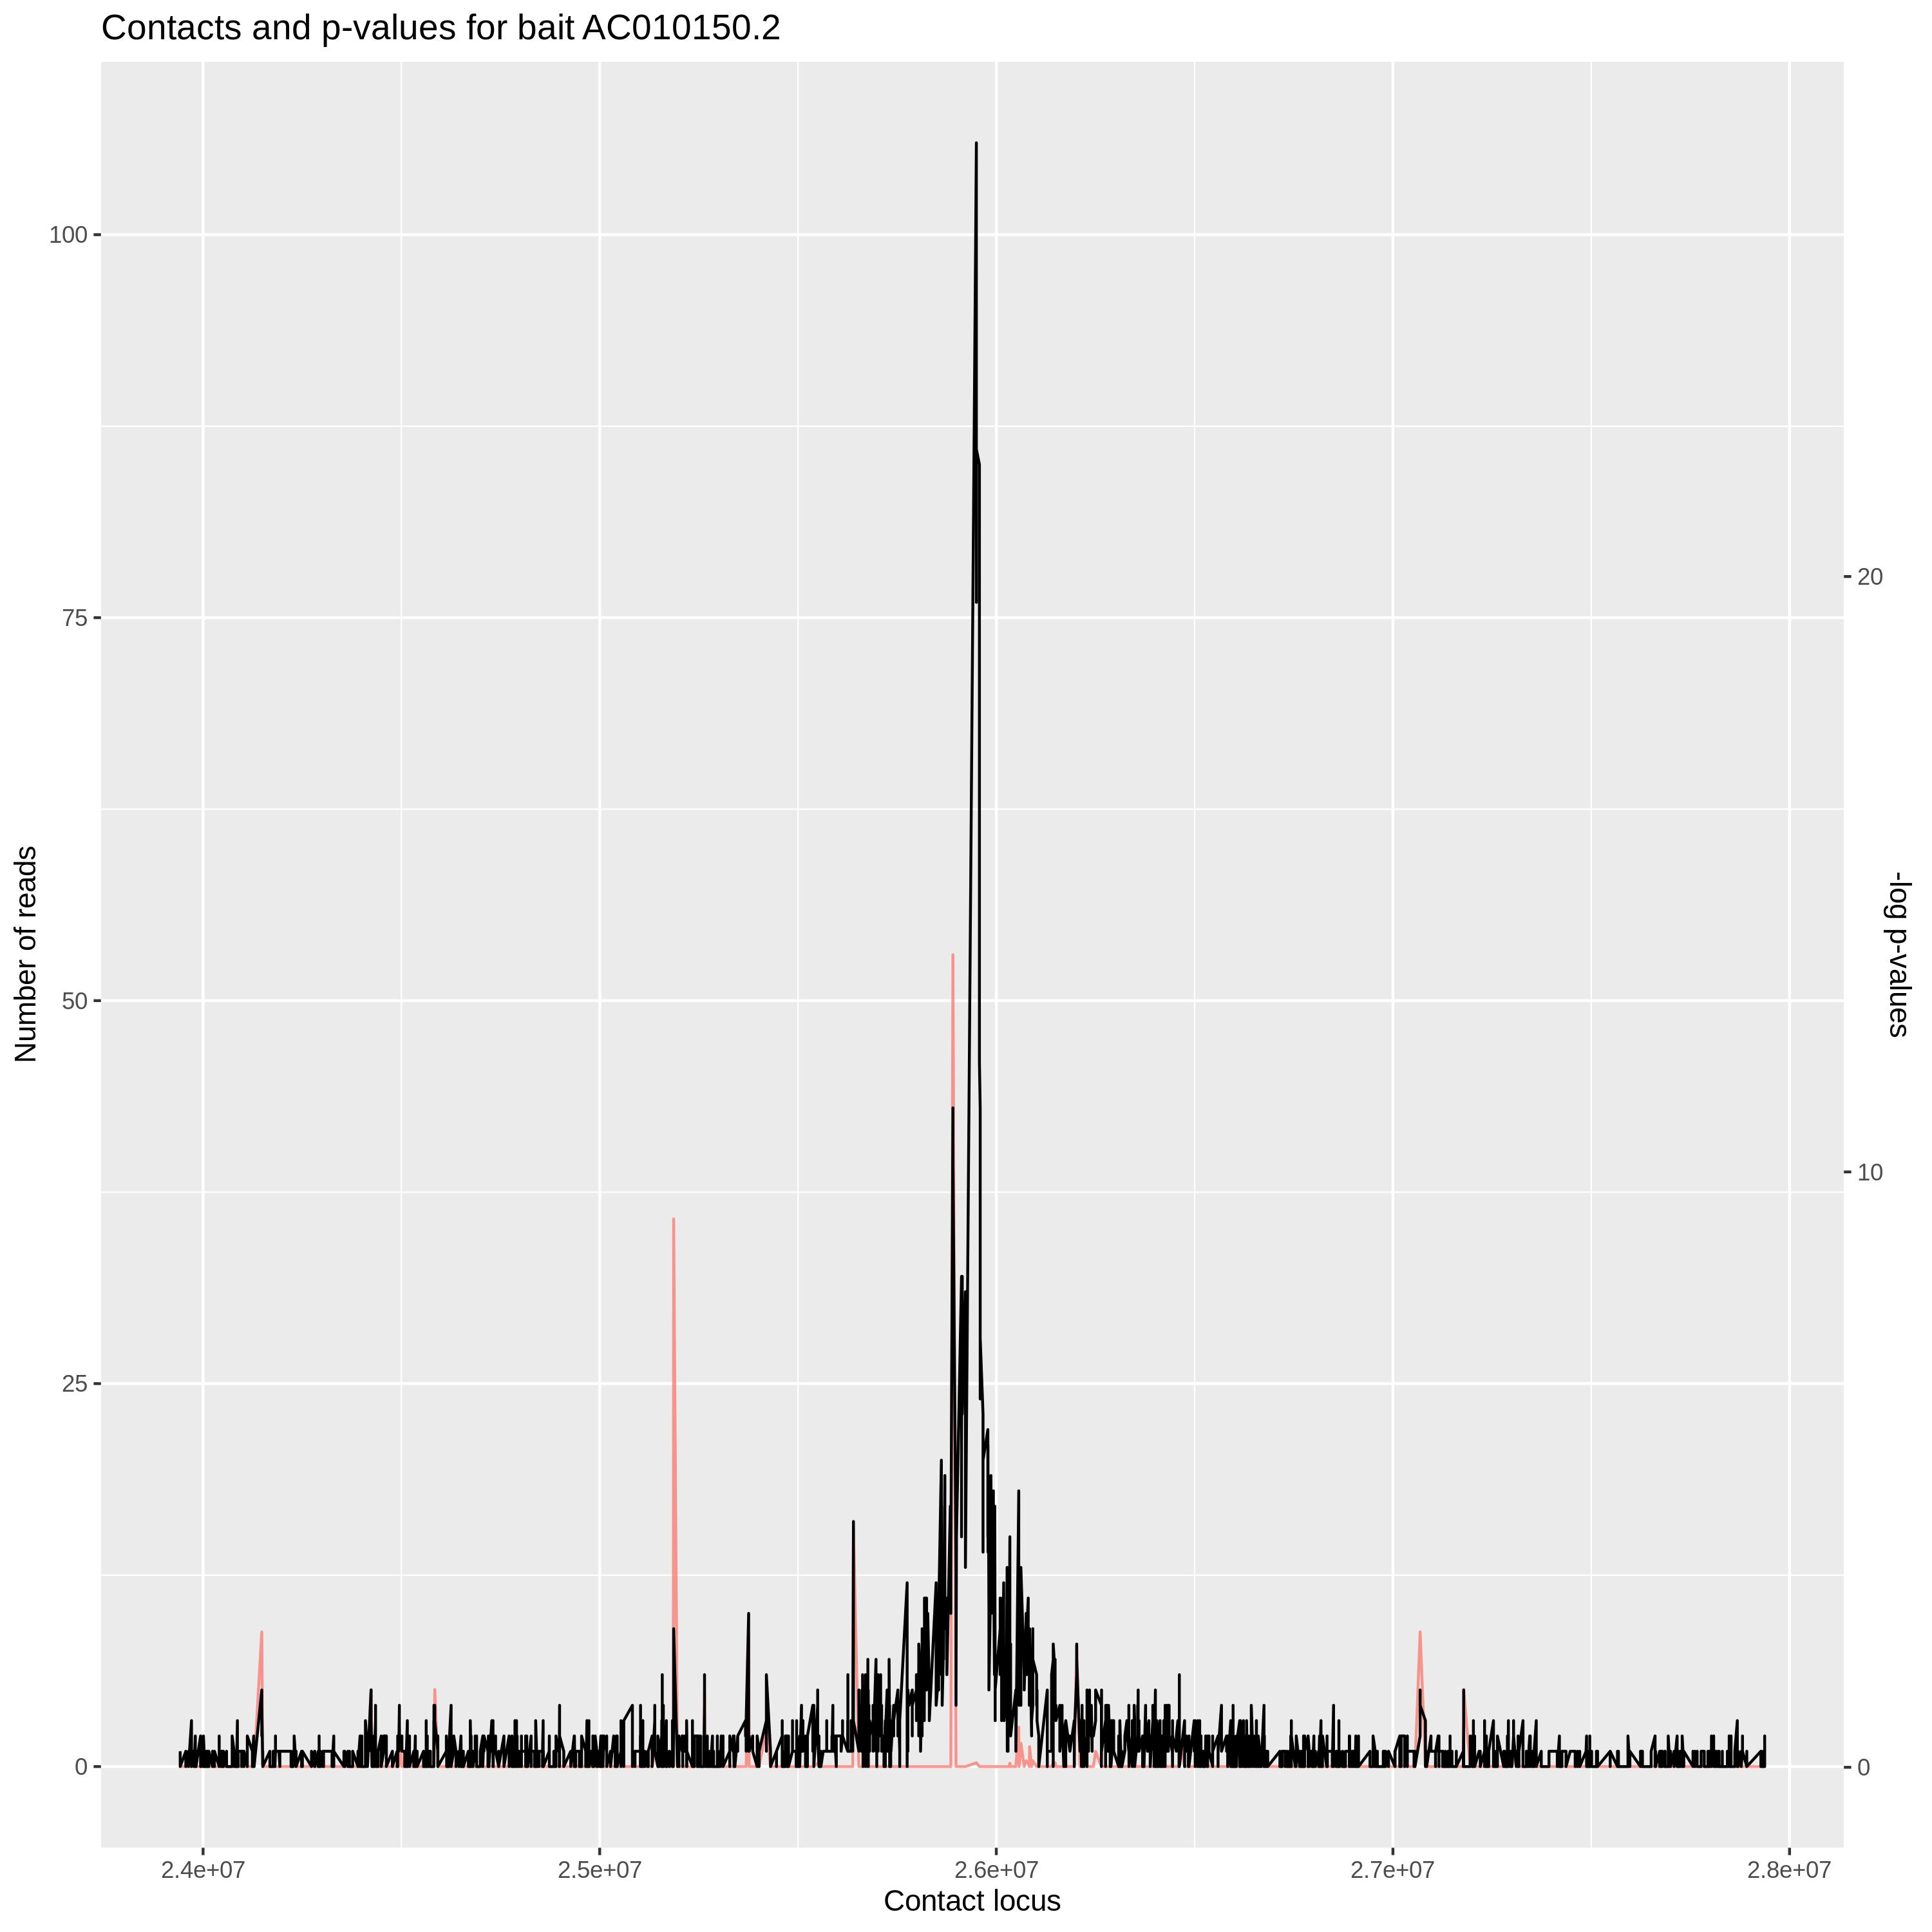 Contacts and p-values for bait AC010150.2
100
75
50
25
0
Number of reads
20
10
0
-log p-values
2.4e+07
2.5e+07
2.6e+07
2.7e+07
2.8e+07
Contact locus